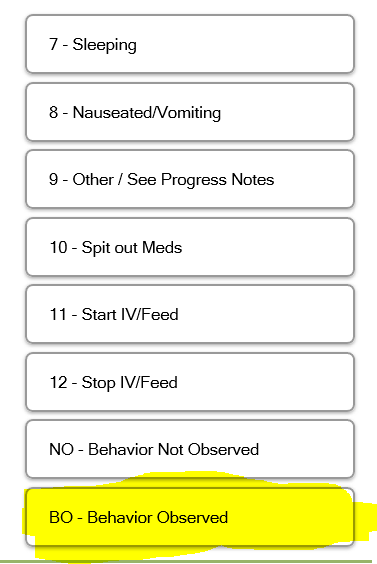 7 - Sleeping
8 - Nauseated/Vomiting
9 - Other / See Progress Notes
10 - Spit out Meds
11 - Start IV/Feed
12 - Stop IV/Feed
NO - Behavior Not Observed
BO - Behavior Observed